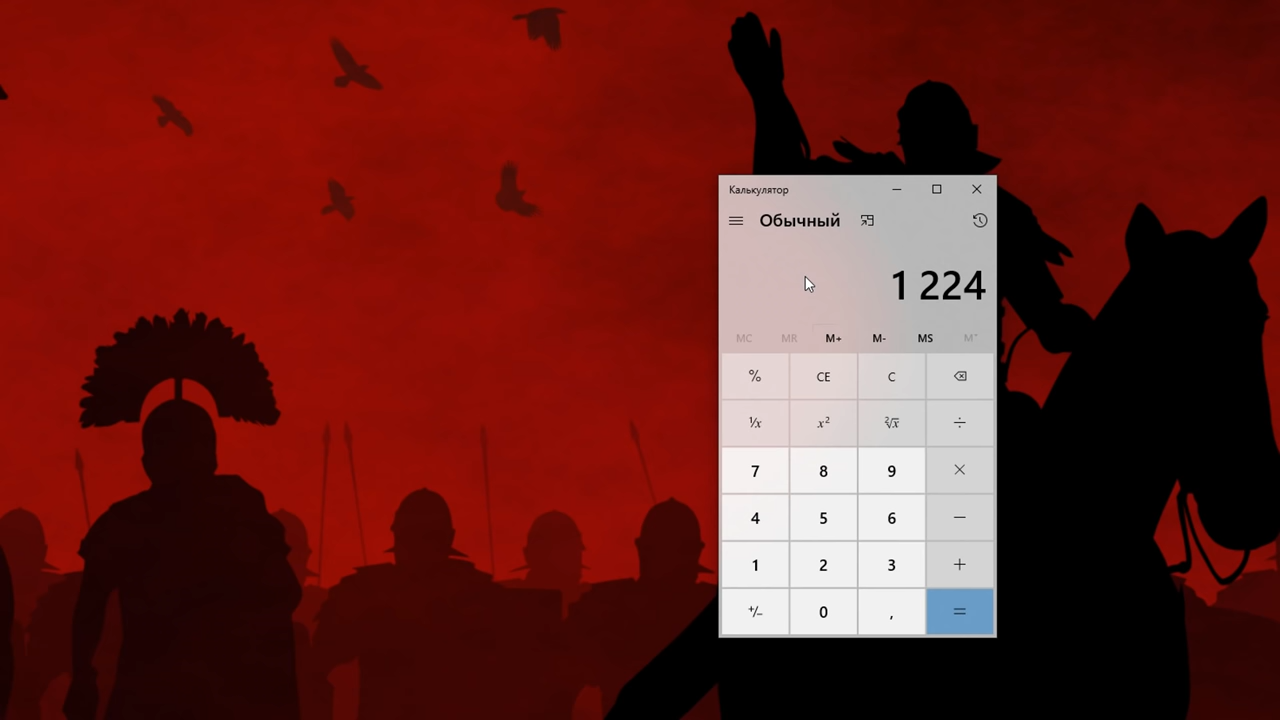 Калькулятор
Обычный
1 224
MC MR M+ M- MS M˅
% CE C
¹/x x² ²√x ÷
7 8 9 ×
4 5 6 −
1 2 3 +
+/− 0 , =